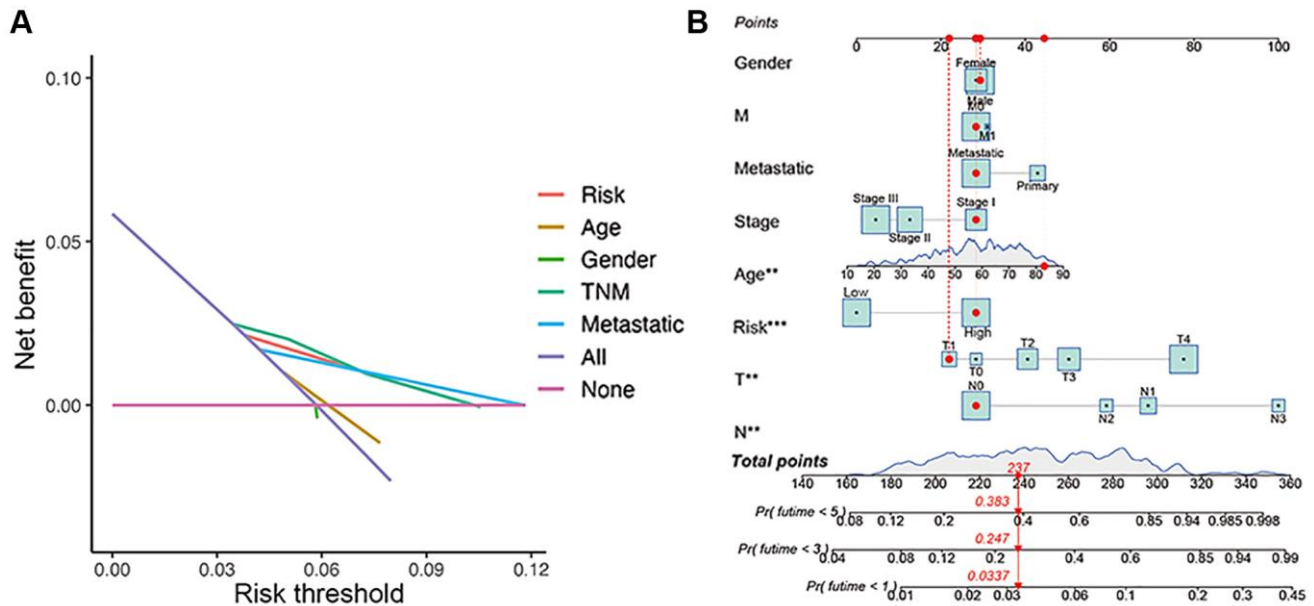 A
0.10
0.05
0.00
Net benefit
0.00 0.03 0.06 0.09 0.12
Risk threshold
Risk
Age
Gender
TNM
Metastatic
All
None
B
Points
0 20 40 60 80 100
Gender
Female
Male
M
M0
M1
Metastatic
Metastatic
Primary
Stage
Stage III
Stage II
Stage I
Age**
10 20 30 40 50 60 70 80 90
Risk***
Low
High
T**
T1
T0
T2
T3
T4
N**
N0
N2
N1
N3
Total points
237
140 160 180 200 220 240 260 280 300 320 340 360
0.383
Pr( futime < 5 )
0.08 0.12 0.2 0.4 0.6 0.85 0.94 0.985 0.998
0.247
Pr( futime < 3 )
0.04 0.08 0.12 0.2 0.4 0.6 0.85 0.94 0.99
0.0337
Pr( futime < 1 )
0.01 0.02 0.03 0.06 0.1 0.2 0.3 0.45